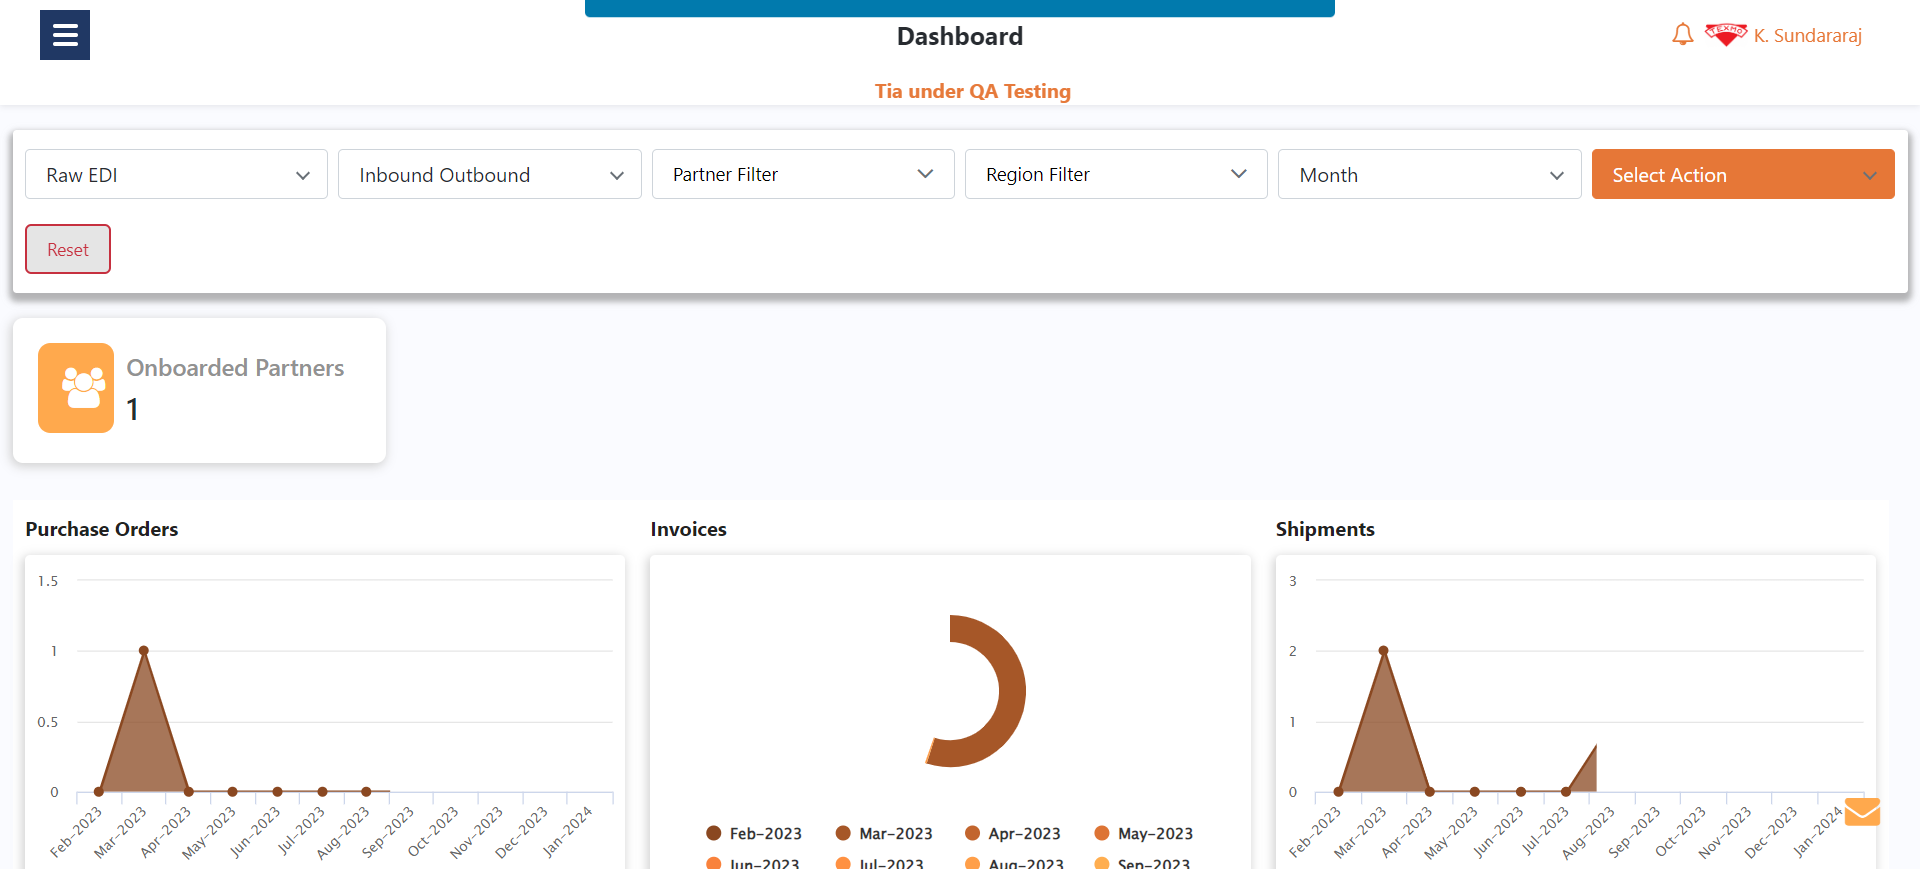 Dashboard
TEXMO
K. Sundararaj
Tia under QA Testing
Raw EDI
Inbound Outbound
Partner Filter
Region Filter
Month
Select Action
Reset
Onboarded Partners
1
Purchase Orders
1.5
1
0.5
0
Feb-2023
Mar-2023
Apr-2023
May-2023
Jun-2023
Jul-2023
Aug-2023
Sep-2023
Oct-2023
Nov-2023
Dec-2023
Jan-2024
Invoices
Feb-2023 Mar-2023 Apr-2023 May-2023
Jun-2023 Jul-2023 Aug-2023 Sep-2023
Shipments
3
2
1
0
Feb-2023
Mar-2023
Apr-2023
May-2023
Jun-2023
Jul-2023
Aug-2023
Sep-2023
Oct-2023
Nov-2023
Dec-2023
Jan-2024